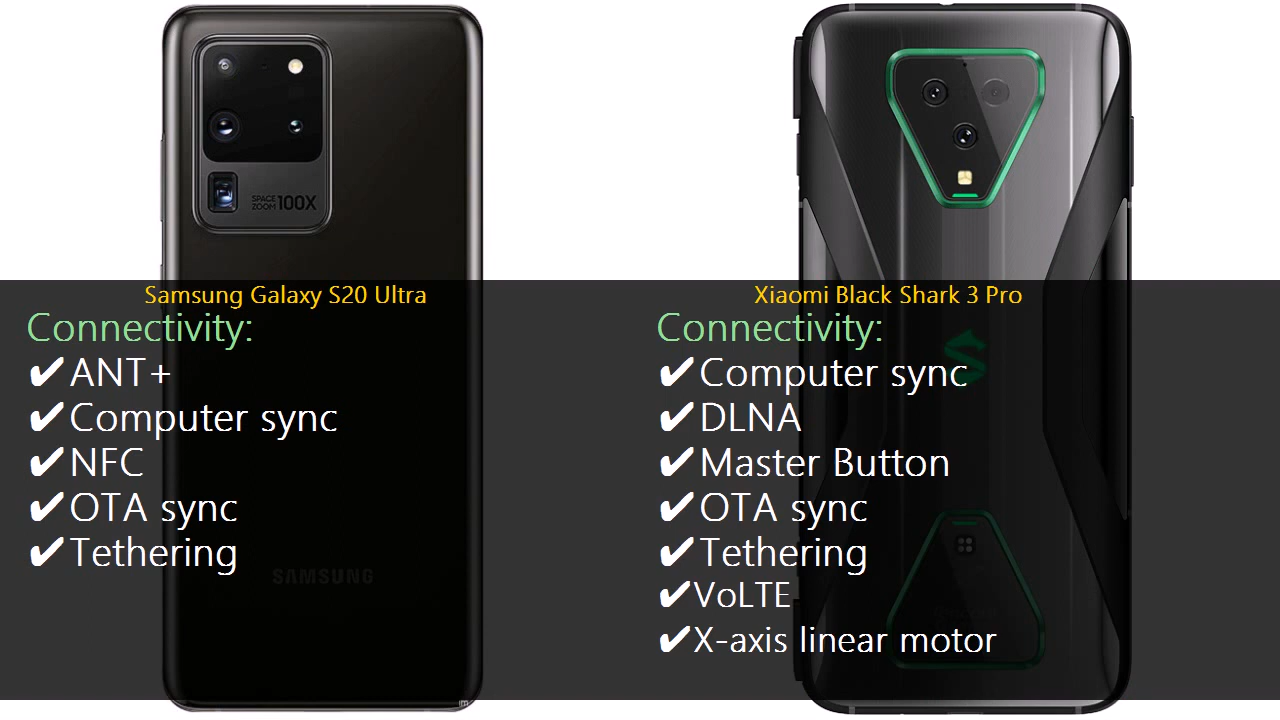 SPACE
ZOOM 100X
Samsung Galaxy S20 Ultra
Connectivity:
✔ANT+
✔Computer sync
✔NFC
✔OTA sync
✔Tethering
SAMSUNG
Xiaomi Black Shark 3 Pro
Connectivity:
✔Computer sync
✔DLNA
✔Master Button
✔OTA sync
✔Tethering
✔VoLTE
✔X-axis linear motor